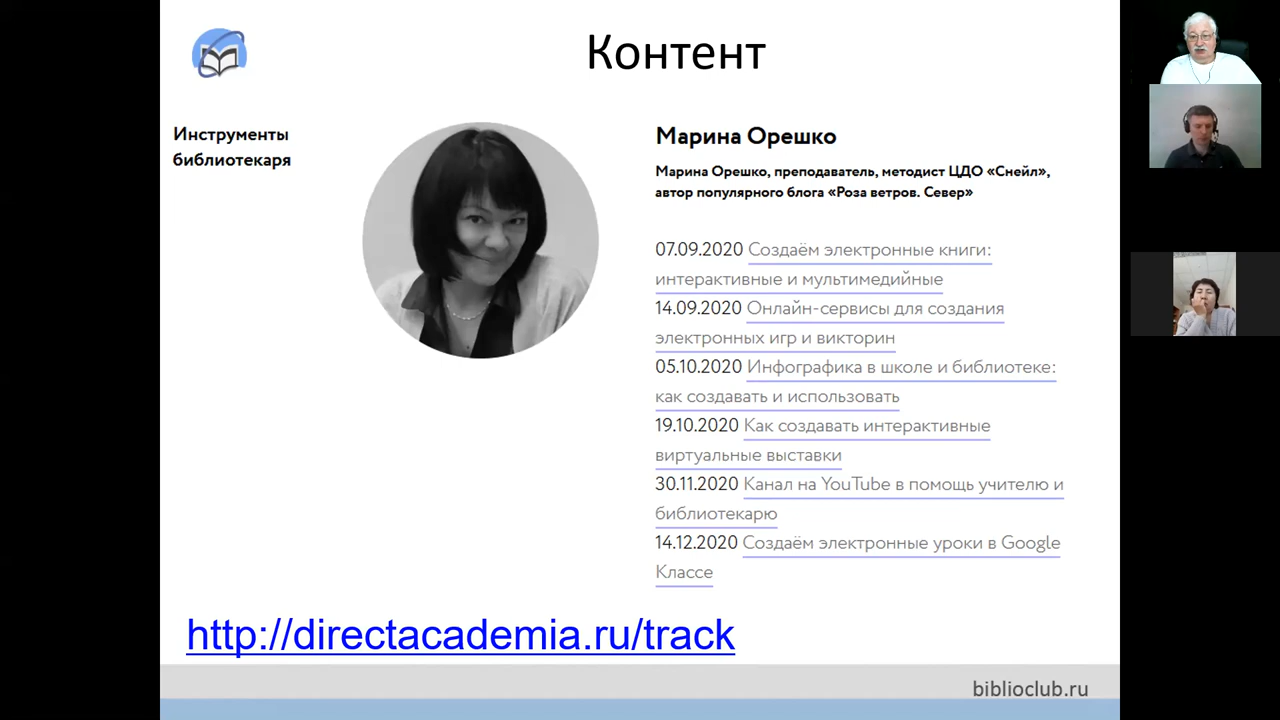 Контент
Инструменты
библиотекаря
Марина Орешко
Марина Орешко, преподаватель, методист ЦДО «Снейл»,
автор популярного блога «Роза ветров. Север»
07.09.2020 Создаём электронные книги:
интерактивные и мультимедийные
14.09.2020 Онлайн-сервисы для создания
электронных игр и викторин
05.10.2020 Инфографика в школе и библиотеке:
как создавать и использовать
19.10.2020 Как создавать интерактивные
виртуальные выставки
30.11.2020 Канал на YouTube в помощь учителю и
библиотекарю
14.12.2020 Создаём электронные уроки в Google
Классе
http://directacademia.ru/track
biblioclub.ru